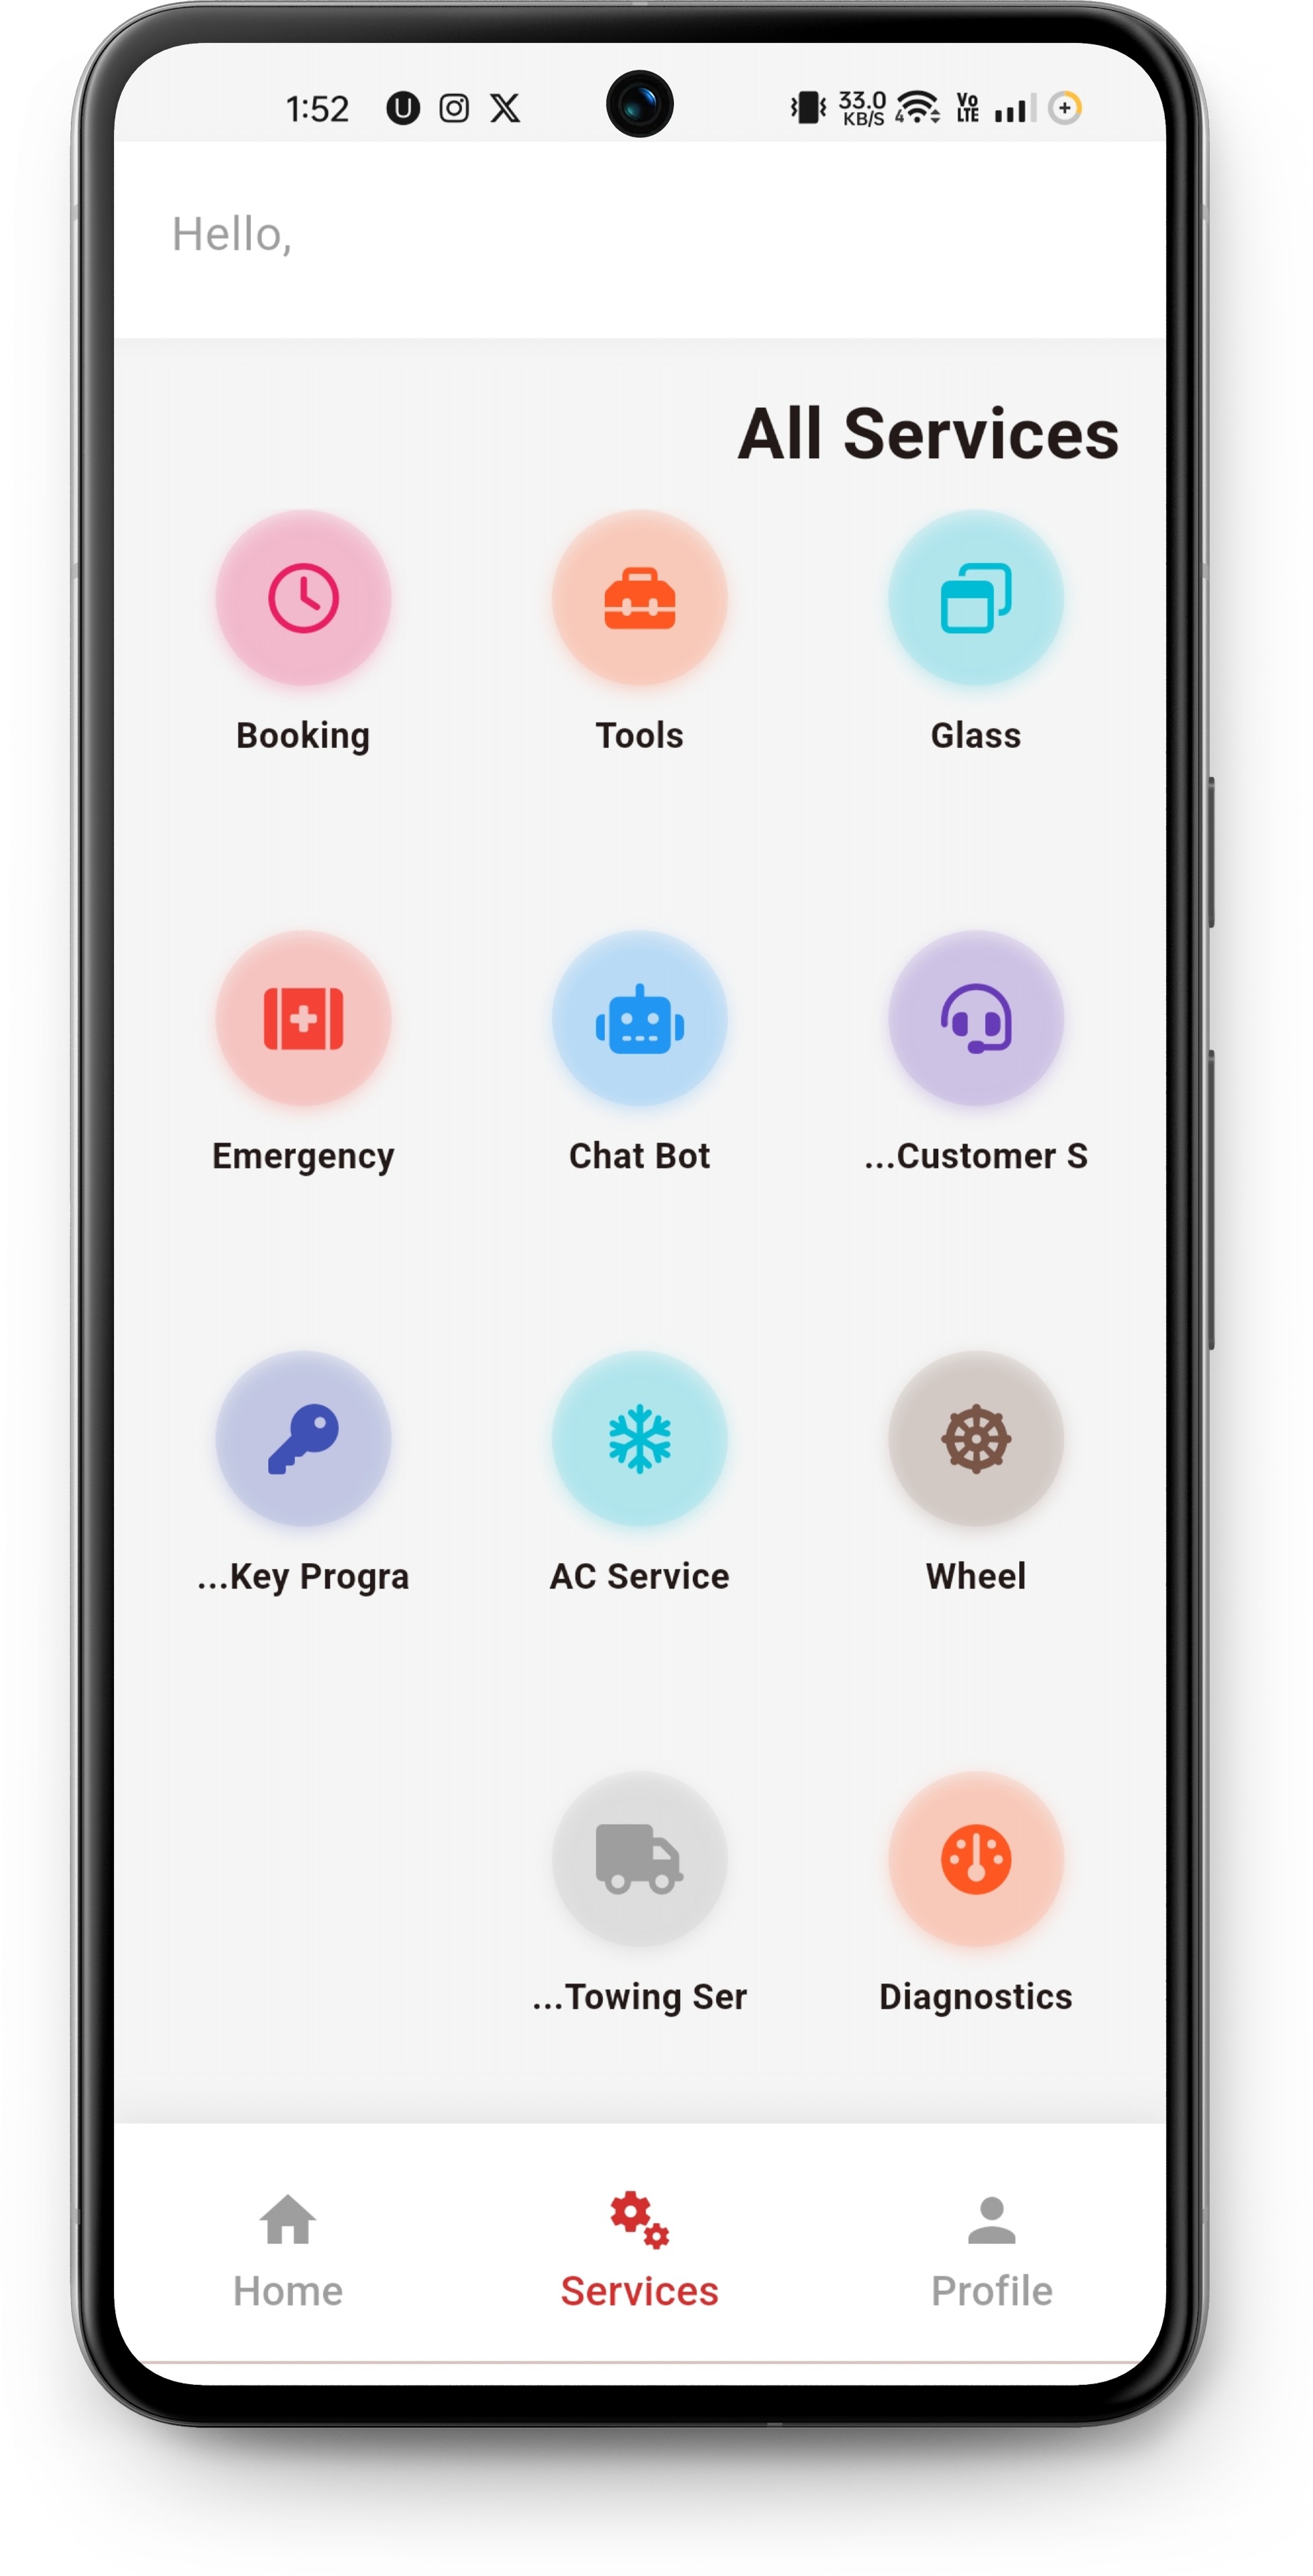 1:52 U X 33.0 KB/S 4 Vo LTE
Hello,
All Services
Booking Tools Glass
Emergency Chat Bot ...Customer S
...Key Progra AC Service Wheel
...Towing Ser Diagnostics
Home Services Profile